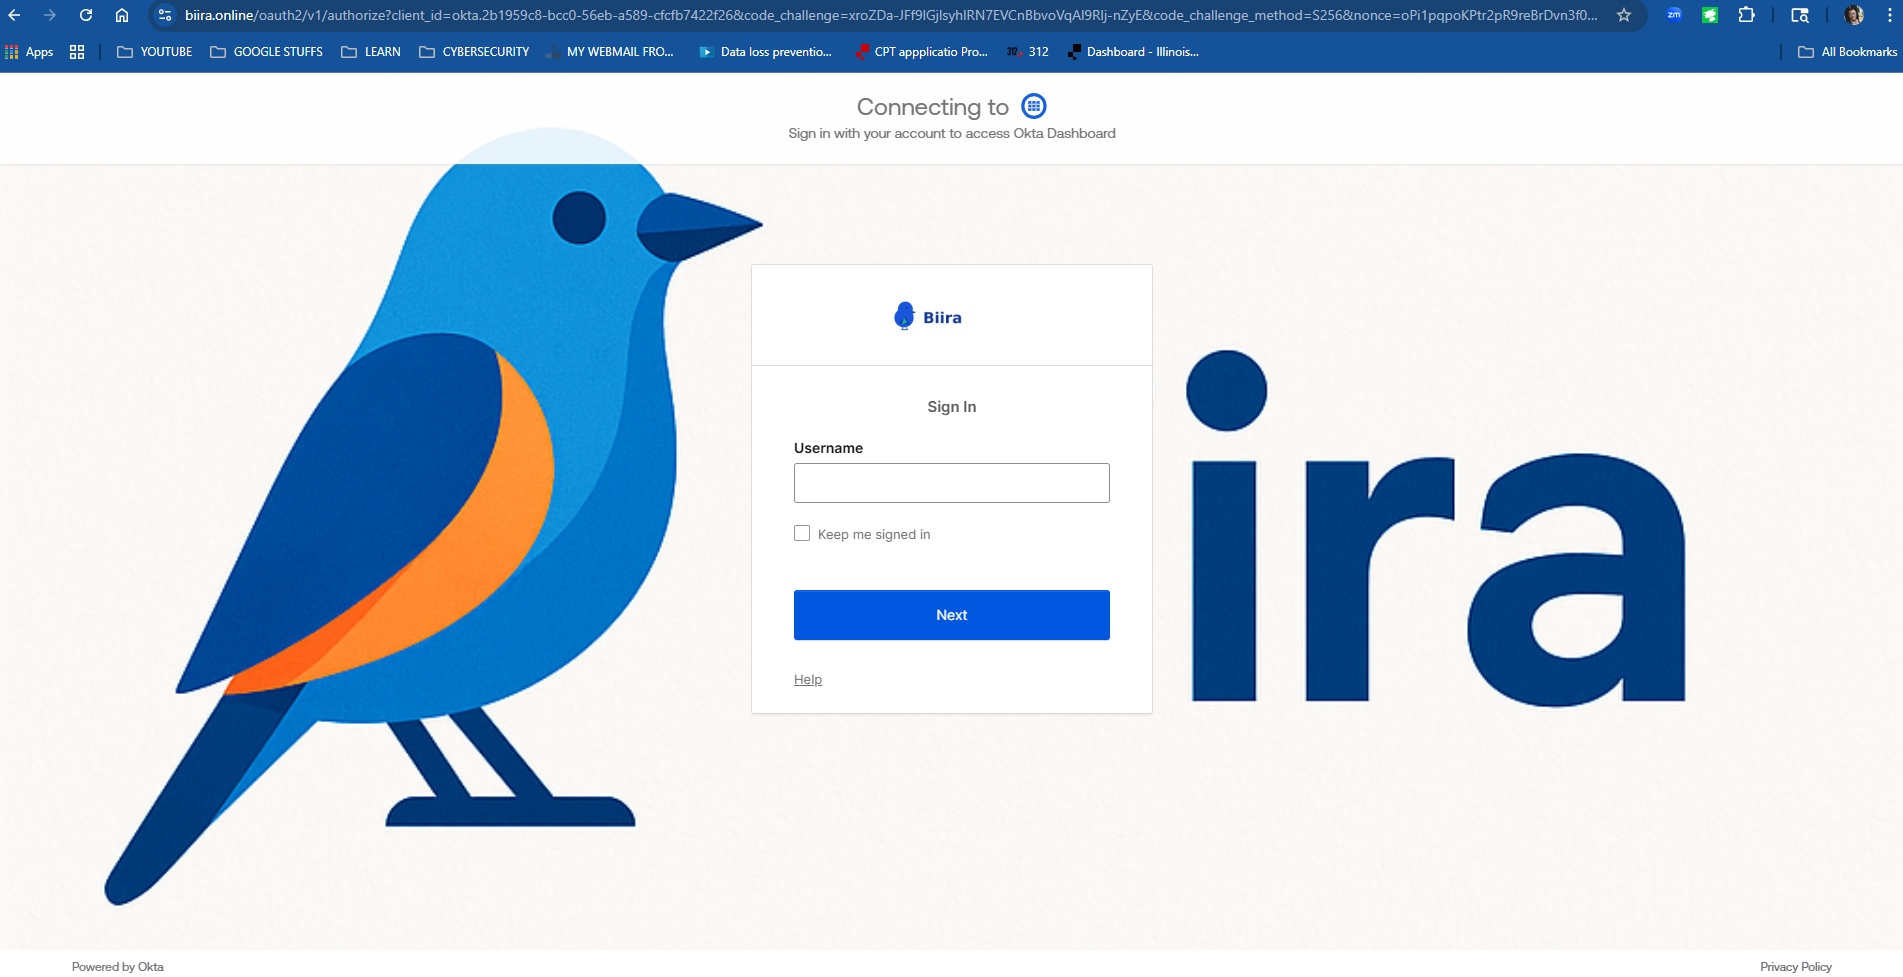 biira.online/oauth2/v1/authorize?client_id=okta.2b1959c8-bcc0-56eb-a589-cfcfb7422f26&code_challenge=xroZDa-JFf9lGjlsyhlRN7EVCnBbvoVqAl9Rlj-nZyE&code_challenge_method=S256&nonce=oPi1pqpoKPtr2pR9reBrDvn3f0...
zm
Apps YOUTUBE GOOGLE STUFFS LEARN CYBERSECURITY MY WEBMAIL FRO... Data loss preventio... CPT appplicatio Pro... 312 312 Dashboard - Illinois... All Bookmarks
Connecting to
Sign in with your account to access Okta Dashboard
Biira
Sign In
Username
Keep me signed in
Next
Help
ira
Powered by Okta
Privacy Policy